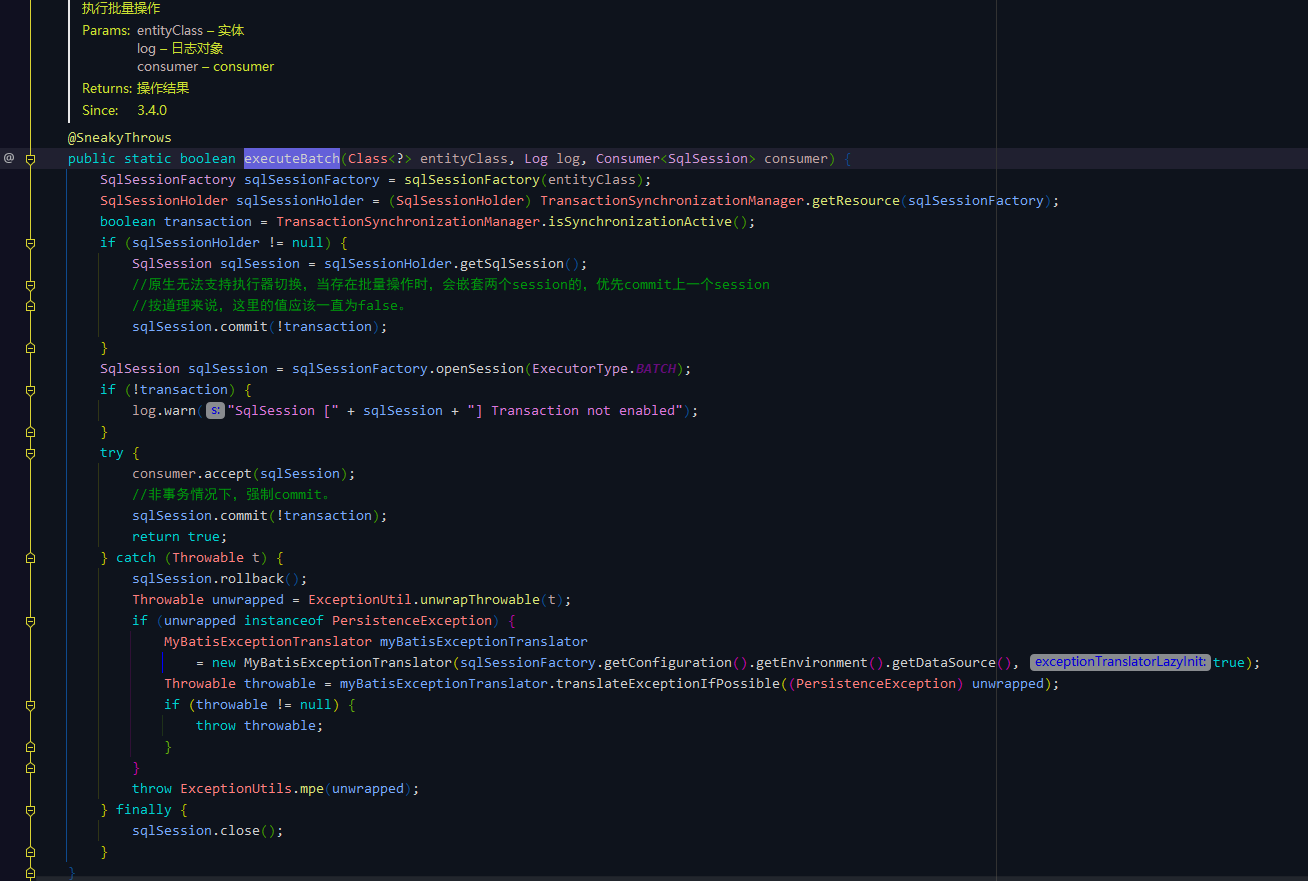 执行批量操作
Params: entityClass – 实体
log – 日志对象
consumer – consumer
Returns: 操作结果
Since: 3.4.0
@SneakyThrows
@ public static boolean executeBatch(Class<?> entityClass, Log log, Consumer<SqlSession> consumer) {
SqlSessionFactory sqlSessionFactory = sqlSessionFactory(entityClass);
SqlSessionHolder sqlSessionHolder = (SqlSessionHolder) TransactionSynchronizationManager.getResource(sqlSessionFactory);
boolean transaction = TransactionSynchronizationManager.isSynchronizationActive();
if (sqlSessionHolder != null) {
SqlSession sqlSession = sqlSessionHolder.getSqlSession();
//原生无法支持执行器切换，当存在批量操作时，会嵌套两个session的，优先commit上一个session
//按道理来说，这里的值应该一直为false。
sqlSession.commit(!transaction);
}
SqlSession sqlSession = sqlSessionFactory.openSession(ExecutorType.BATCH);
if (!transaction) {
log.warn( s: "SqlSession [" + sqlSession + "] Transaction not enabled");
}
try {
consumer.accept(sqlSession);
//非事务情况下，强制commit。
sqlSession.commit(!transaction);
return true;
} catch (Throwable t) {
sqlSession.rollback();
Throwable unwrapped = ExceptionUtil.unwrapThrowable(t);
if (unwrapped instanceof PersistenceException) {
MyBatisExceptionTranslator myBatisExceptionTranslator
= new MyBatisExceptionTranslator(sqlSessionFactory.getConfiguration().getEnvironment().getDataSource(), exceptionTranslatorLazyInit: true);
Throwable throwable = myBatisExceptionTranslator.translateExceptionIfPossible((PersistenceException) unwrapped);
if (throwable != null) {
throw throwable;
}
}
throw ExceptionUtils.mpe(unwrapped);
} finally {
sqlSession.close();
}
}